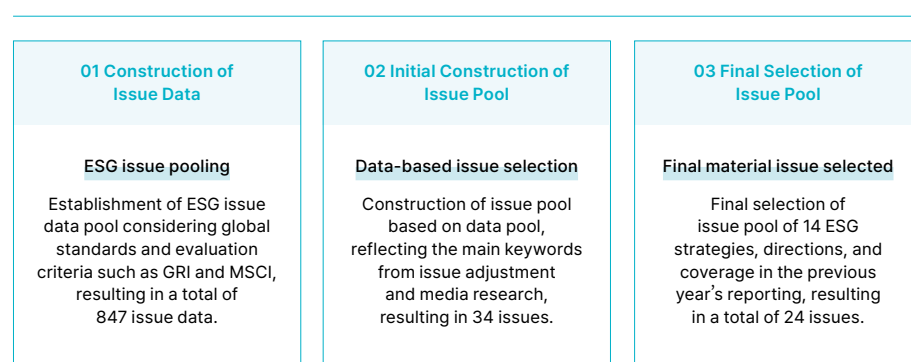 01 Construction of
Issue Data
ESG issue pooling
Establishment of ESG issue
data pool considering global
standards and evaluation
criteria such as GRI and MSCI,
resulting in a total of
847 issue data.
02 Initial Construction of
Issue Pool
Data-based issue selection
Construction of issue pool
based on data pool,
reflecting the main keywords
from issue adjustment
and media research,
resulting in 34 issues.
03 Final Selection of
Issue Pool
Final material issue selected
Final selection of
issue pool of 14 ESG
strategies, directions, and
coverage in the previous
year’s reporting, resulting
in a total of 24 issues.